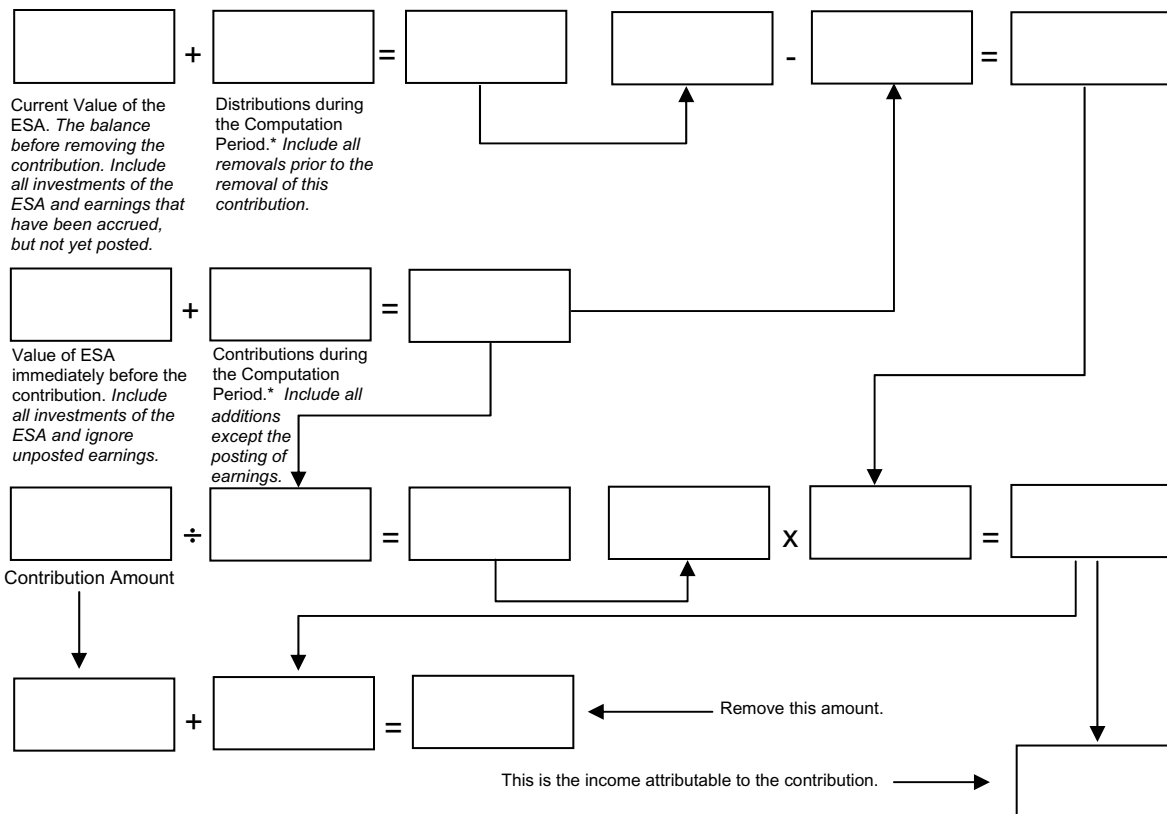 + = - =
Current Value of the
ESA. The balance
before removing the
contribution. Include
all investments of the
ESA and earnings that
have been accrued,
but not yet posted.
Distributions during
the Computation
Period.* Include all
removals prior to the
removal of this
contribution.
+ =
Value of ESA
immediately before the
contribution. Include
all investments of the
ESA and ignore
unposted earnings.
Contributions during
the Computation
Period.* Include all
additions
except the
posting of
earnings.
÷ = x =
Contribution Amount
+ =
Remove this amount.
This is the income attributable to the contribution.